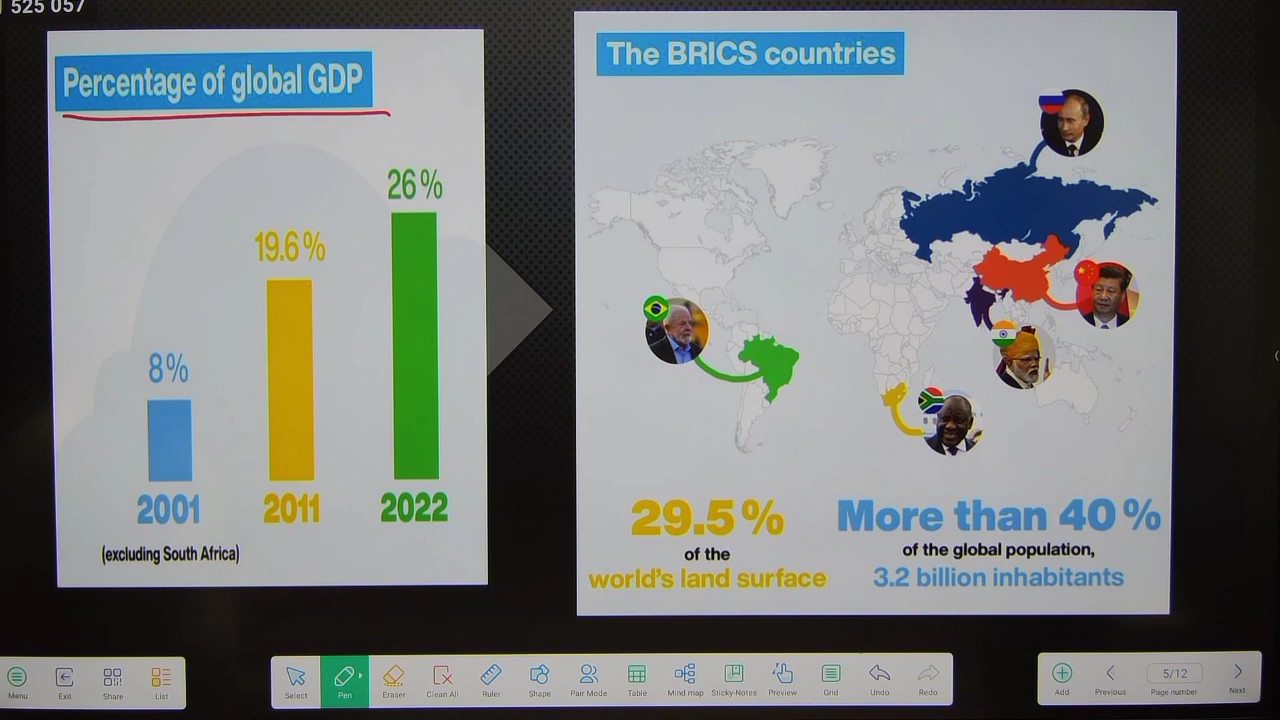 525 057
Percentage of global GDP
26%
19.6%
8%
2001
2011
2022
(excluding South Africa)
The BRICS countries
29.5%
of the
world's land surface
More than 40%
of the global population,
3.2 billion inhabitants
Menu
Exit
Share
List
Select
Pen
Eraser
Clean All
Ruler
Shape
Pair Mode
Table
Mind map
Sticky-Notes
Preview
Grid
Undo
Redo
Add
Previous
5/12
Page number
Next